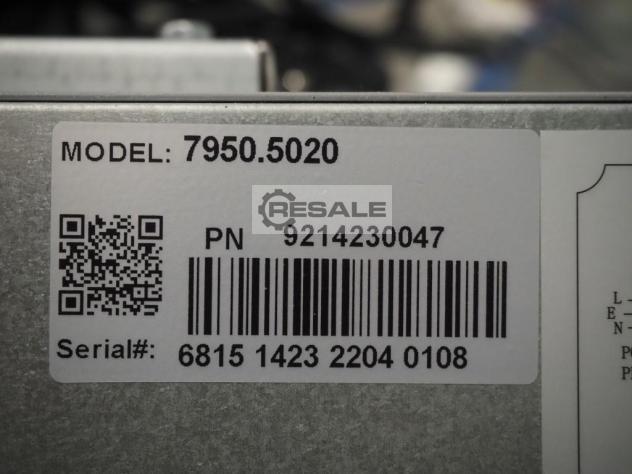 MODEL: 7950.5020
RESALE
PN 9214230047
Serial#: 6815 1423 2204 0108
L
E
N